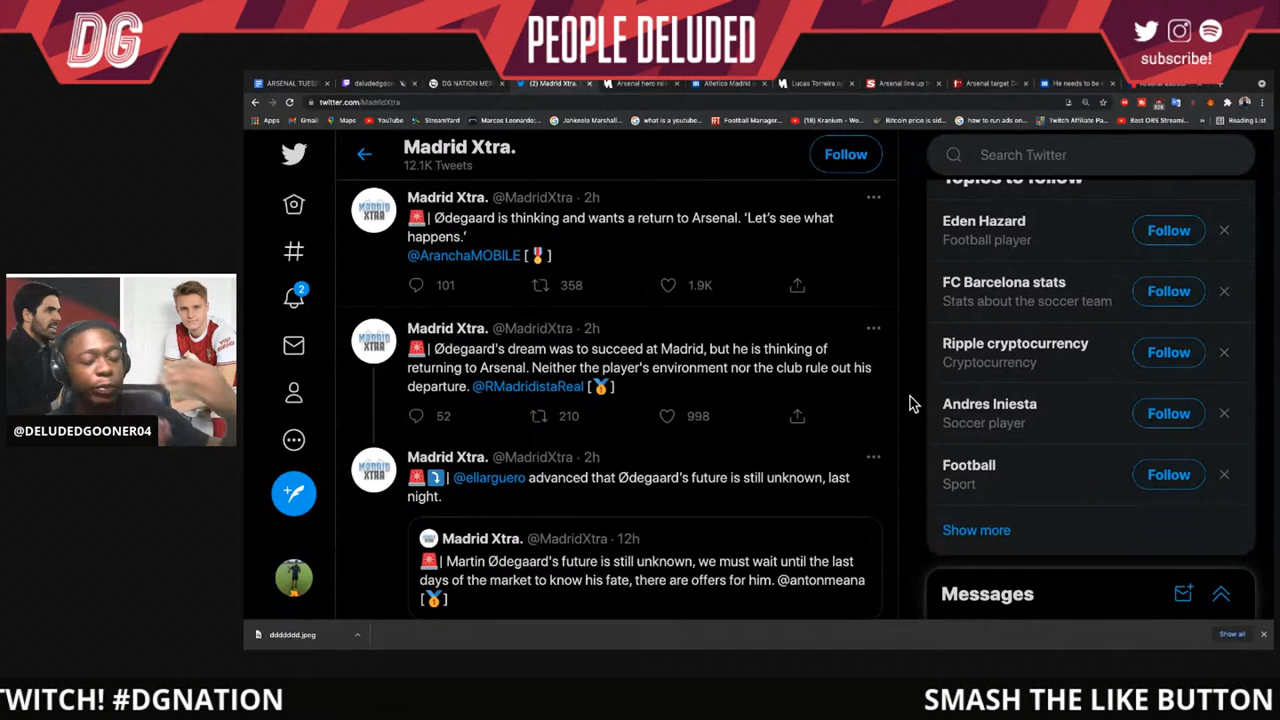 DG
PEOPLE DELUDED
subscribe!
ARSENAL TUES
deludedgoo
DG NATION MER
(2) Madrid Xtra.
Arsenal hero
Atletico Madrid
Lucas Torreira
Arsenal line up
Arsenal target
He needs to be
twitter.com/MadridXtra
Apps
Gmail
Maps
YouTube
StreamYard
Marcos Leonardo:...
Jahkeele Marshall...
what is a youtube...
Football Manager...
(18) Kranium – We...
Bitcoin price is sid...
how to run ads on...
Twitch Affiliate Pa...
Best OBS Streami...
Reading List
Madrid Xtra.
12.1K Tweets
Follow
Search Twitter
Madrid Xtra. @MadridXtra · 2h
🚨| Ødegaard is thinking and wants a return to Arsenal. ‘Let’s see what
happens.‘
@AranchaMOBILE [🎖️]
101 358 1.9K
Madrid Xtra. @MadridXtra · 2h
🚨| Ødegaard's dream was to succeed at Madrid, but he is thinking of
returning to Arsenal. Neither the player's environment nor the club rule out his
departure. @RMadridistaReal [🥇]
52 210 998
Madrid Xtra. @MadridXtra · 2h
🚨⤵️| @ellarguero advanced that Ødegaard's future is still unknown, last
night.
Madrid Xtra. @MadridXtra · 12h
🚨| Martin Ødegaard's future is still unknown, we must wait until the last
days of the market to know his fate, there are offers for him. @antonmeana
[🥇]
Topics to follow
Eden Hazard
Football player
Follow
FC Barcelona stats
Stats about the soccer team
Follow
Ripple cryptocurrency
Cryptocurrency
Follow
Andres Iniesta
Soccer player
Follow
Football
Sport
Follow
Show more
Messages
2
@DELUDEDGOONER04
ddddddd.jpeg
Show all
TWITCH! #DGNATION
SMASH THE LIKE BUTTON